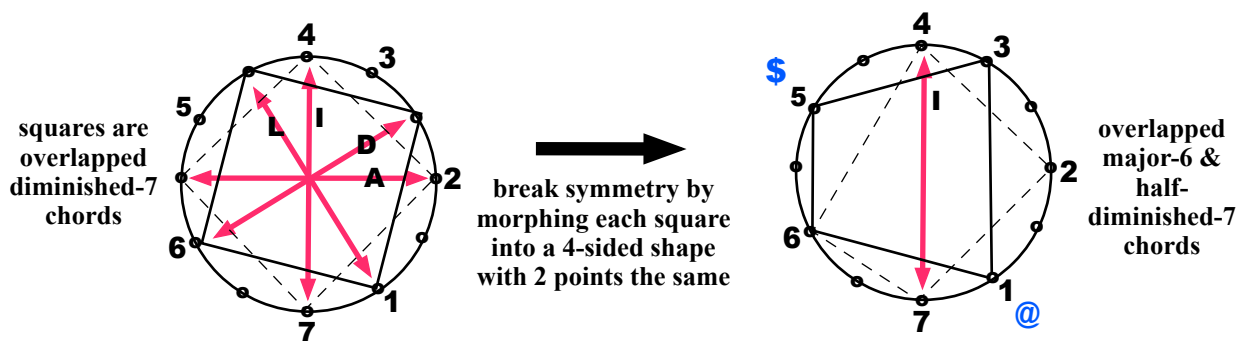 squares are
overlapped
diminished-7
chords
4
3
5
L
I
D
A
2
6
1
7
break symmetry by
morphing each square
into a 4-sided shape
with 2 points the same
4
3
$
5
I
2
6
1
7
@
overlapped
major-6 &
half-
diminished-7
chords